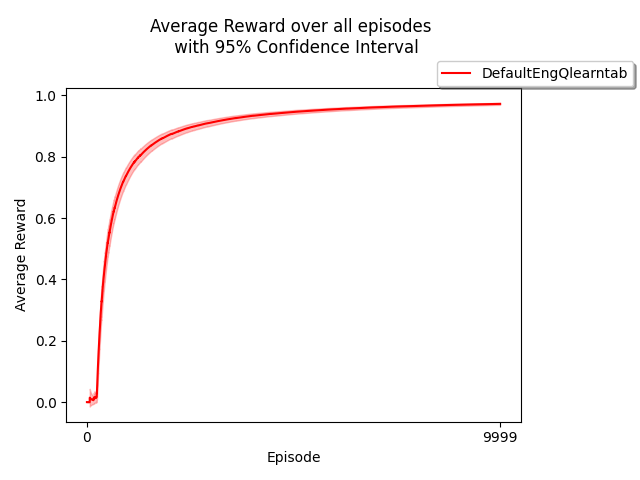 Average Reward over all episodes
with 95% Confidence Interval
DefaultEngQlearntab
1.0
0.8
0.6
0.4
0.2
0.0
Average Reward
0 9999
Episode